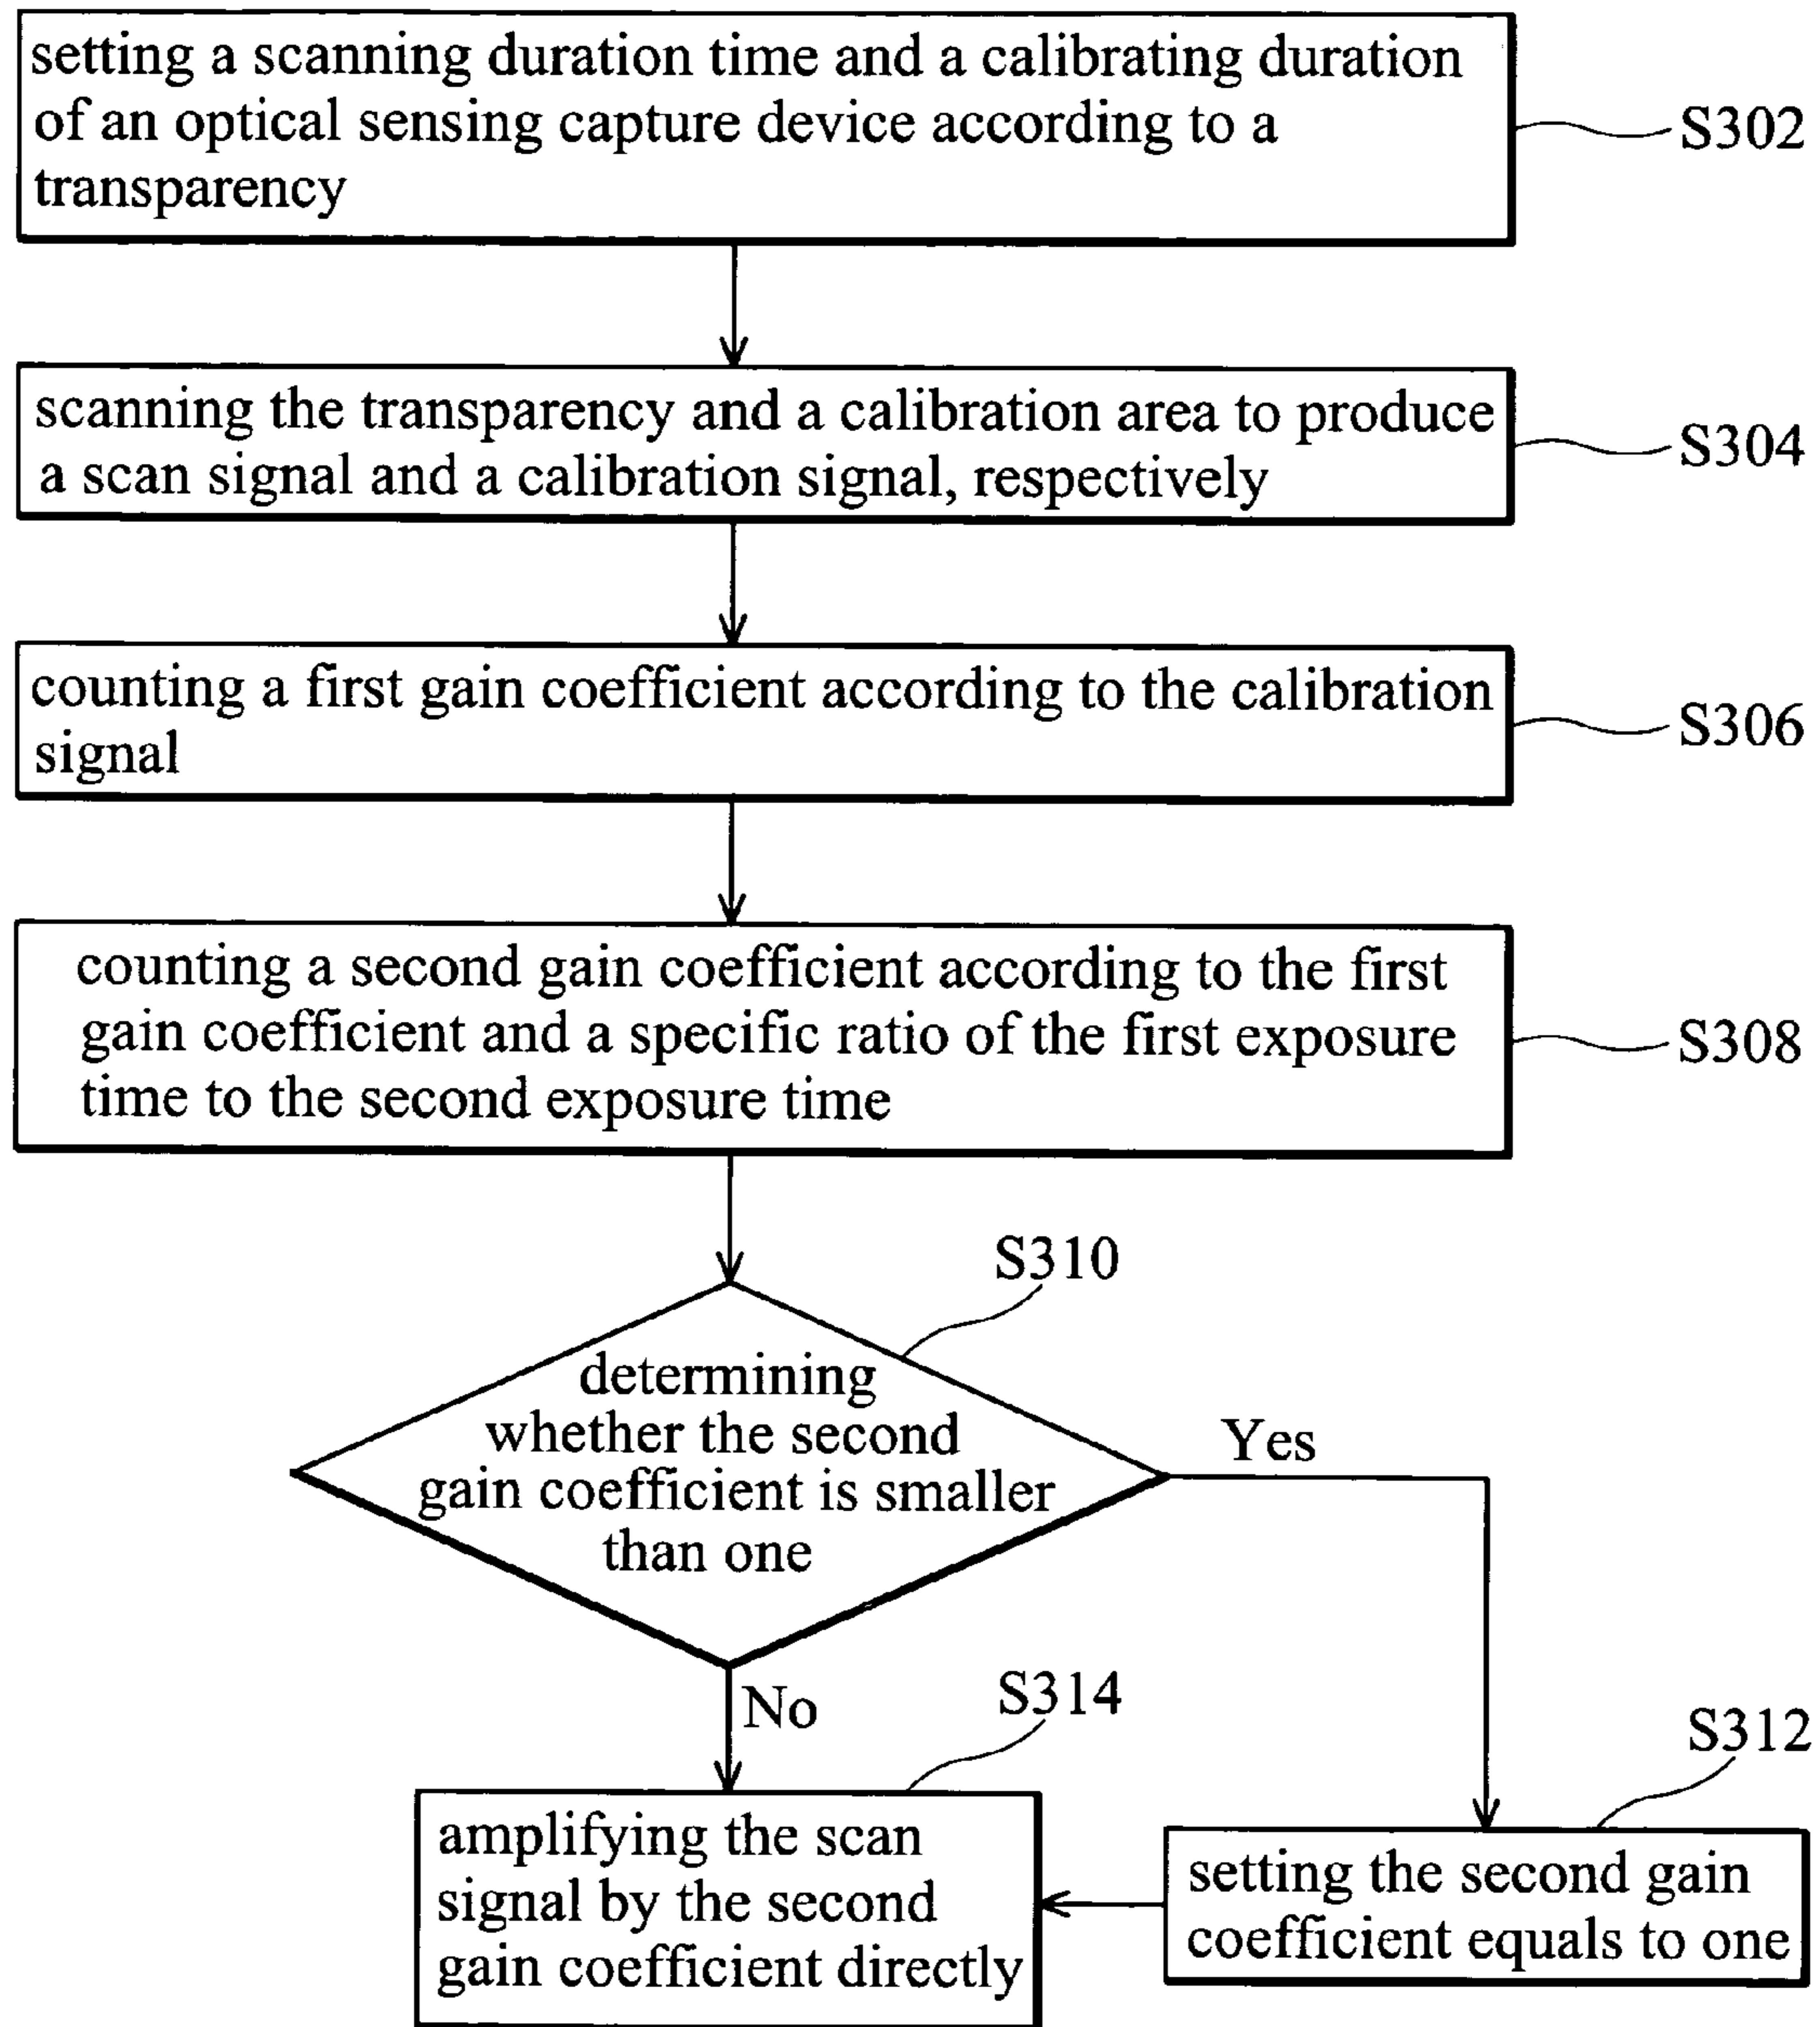 setting a scanning duration time and a calibrating duration
of an optical sensing capture device according to a
transparency
S302
scanning the transparency and a calibration area to produce
a scan signal and a calibration signal, respectively
S304
counting a first gain coefficient according to the calibration
signal
S306
counting a second gain coefficient according to the first
gain coefficient and a specific ratio of the first exposure
time to the second exposure time
S308
S310
determining
whether the second
gain coefficient is smaller
than one
Yes
No
S314
S312
amplifying the scan
signal by the second
gain coefficient directly
setting the second gain
coefficient equals to one